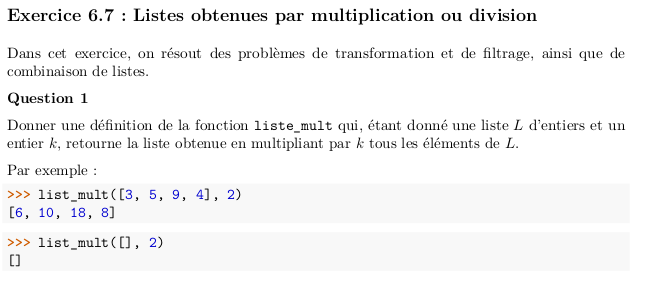 Exercice 6.7 : Listes obtenues par multiplication ou division
Dans cet exercice, on résout des problèmes de transformation et de filtrage, ainsi que de
combinaison de listes.
Question 1
Donner une définition de la fonction liste_mult qui, étant donné une liste L d'entiers et un
entier k, retourne la liste obtenue en multipliant par k tous les éléments de L.
Par exemple :
>>> list_mult([3, 5, 9, 4], 2)
[6, 10, 18, 8]
>>> list_mult([], 2)
[]